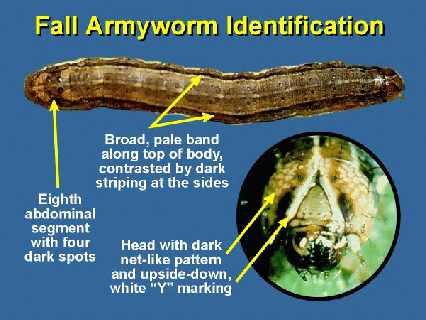 Fall Armyworm Identification
Broad, pale band
along top of body,
contrasted by dark
striping at the sides
Eighth
abdominal
segment
with four
dark spots
Head with dark
net-like pattern
and upside-down,
white “Y” marking